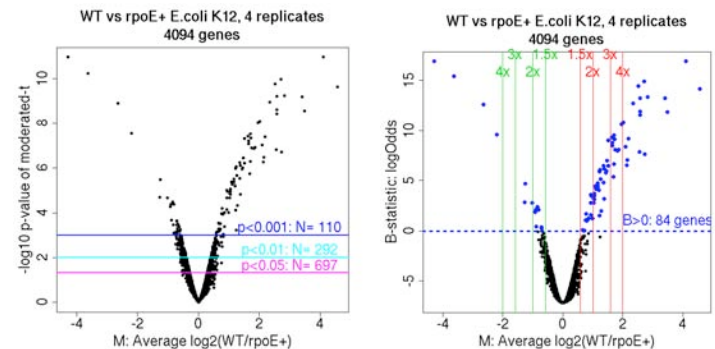 WT vs rpoE+ E.coli K12, 4 replicates
4094 genes
-log10 p-value of moderated-t
10
8
6
4
2
0
p<0.001: N= 110
p<0.01: N= 292
p<0.05: N= 697
-4 -2 0 2 4
M: Average log2(WT/rpoE+)
WT vs rpoE+ E.coli K12, 4 replicates
4094 genes
3x 1.5x 1.5x 3x
4x 2x 2x 4x
B-statistic: logOdds
15
10
5
0
-5
B>0: 84 genes
-4 -2 0 2 4
M: Average log2(WT/rpoE+)